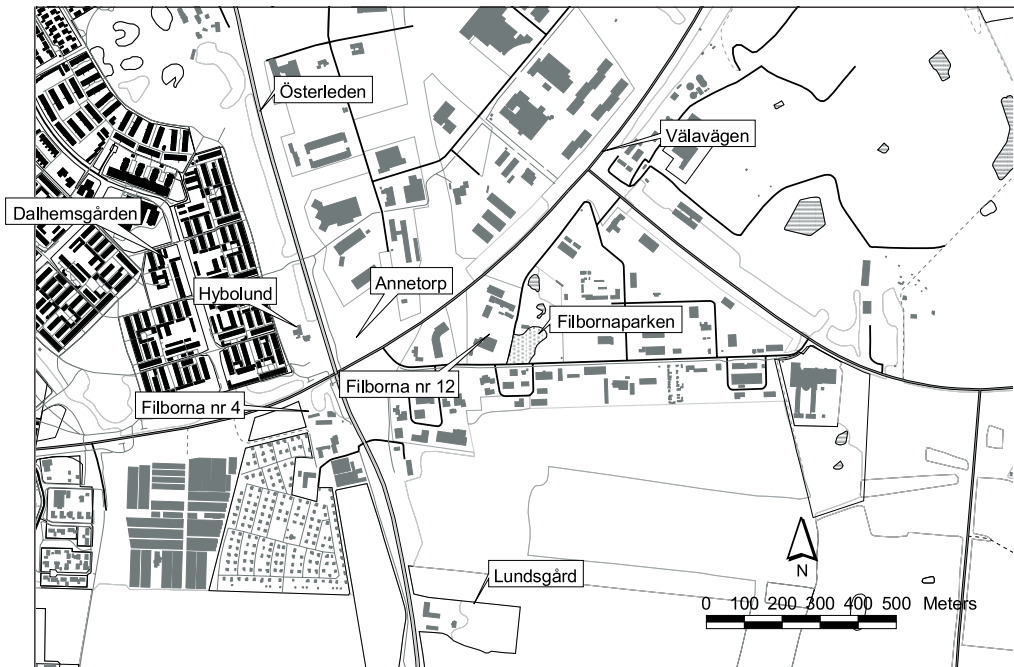 Österleden
Välavägen
Dalhemsgården
Annetorp
Hybolund
Filbornaparken
Filborna nr 12
Filborna nr 4
N
Lundsgård
0 100 200 300 400 500 Meters